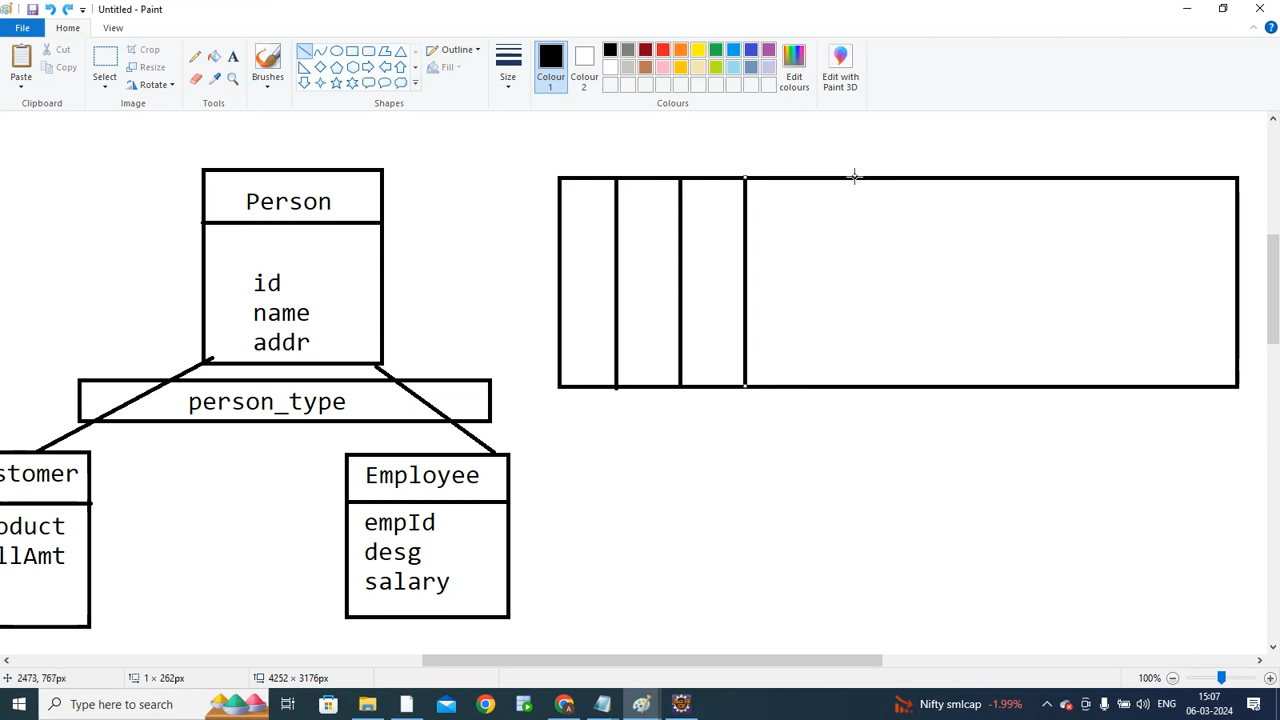 Untitled - Paint
File
Home
View
Paste
Cut
Copy
Clipboard
Select
Crop
Resize
Rotate
Image
Tools
Brushes
Shapes
Outline
Fill
Size
Colour
1
Colour
2
Edit
colours
Colours
Edit with
Paint 3D
Person
id
name
addr
person_type
stomer
oduct
llAmt
Employee
empId
desg
salary
2473, 767px
1 × 262px
4252 × 3176px
100%
Type here to search
Nifty smlcap -1.99%
ENG
15:07
06-03-2024